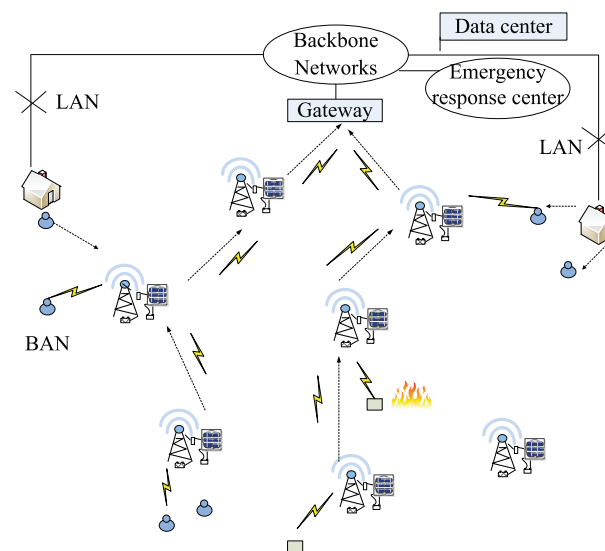 Data center
Backbone
Networks
Emergency
response center
LAN
Gateway
LAN
BAN